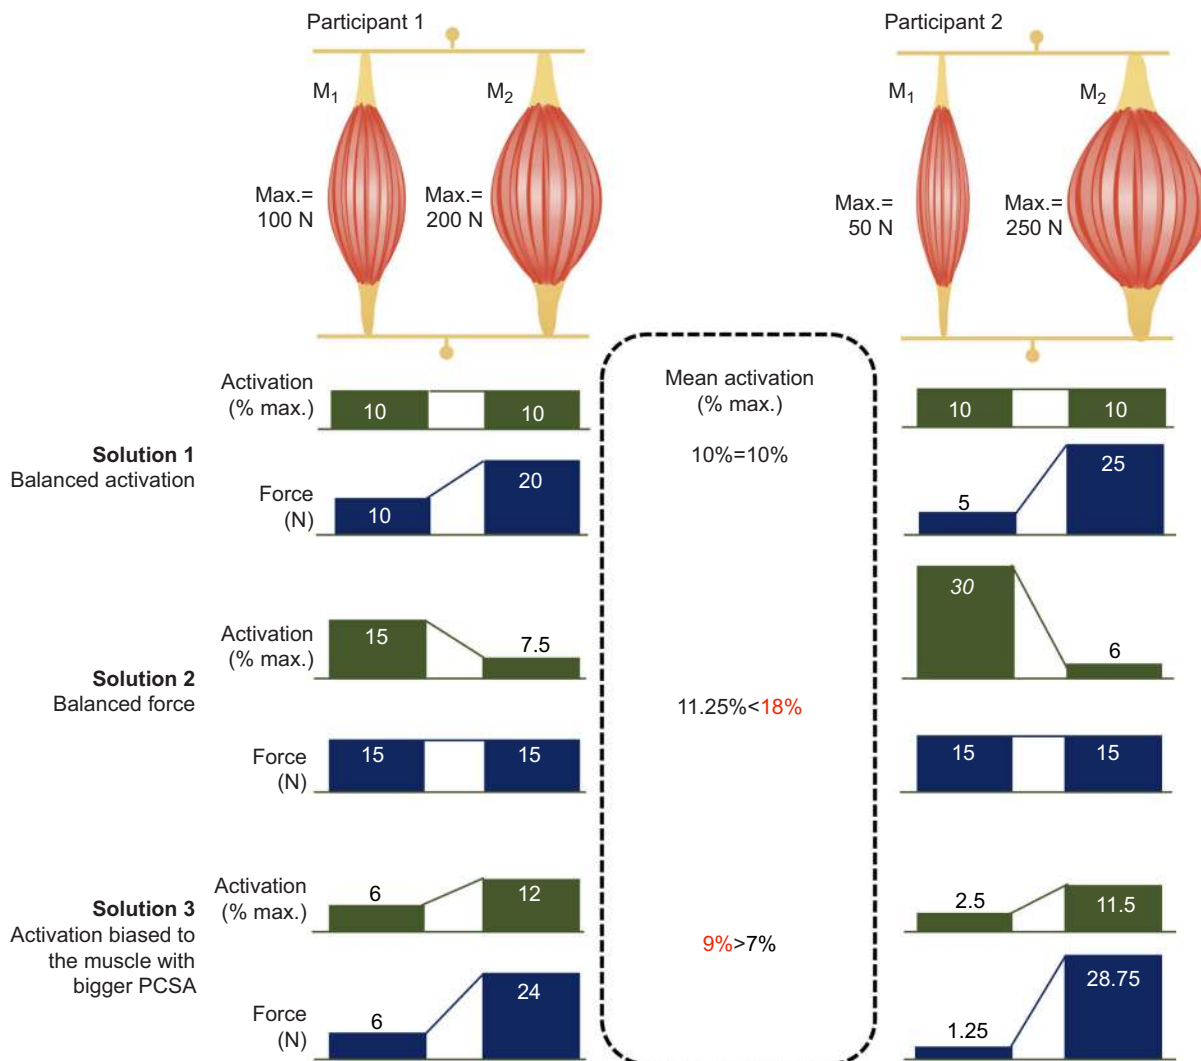 Participant 1
Participant 2
M1
M2
M1
M2
Max.=
100 N
Max.=
200 N
Max.=
50 N
Max.=
250 N
Activation
(% max.)
10
10
Mean activation
(% max.)
10
10
Solution 1
Balanced activation
10%=10%
Force
(N)
10
20
5
25
Activation
(% max.)
15
7.5
30
6
Solution 2
Balanced force
11.25%<18%
Force
(N)
15
15
15
15
Activation
(% max.)
6
12
2.5
11.5
Solution 3
Activation biased to
the muscle with
bigger PCSA
9%>7%
Force
(N)
6
24
1.25
28.75